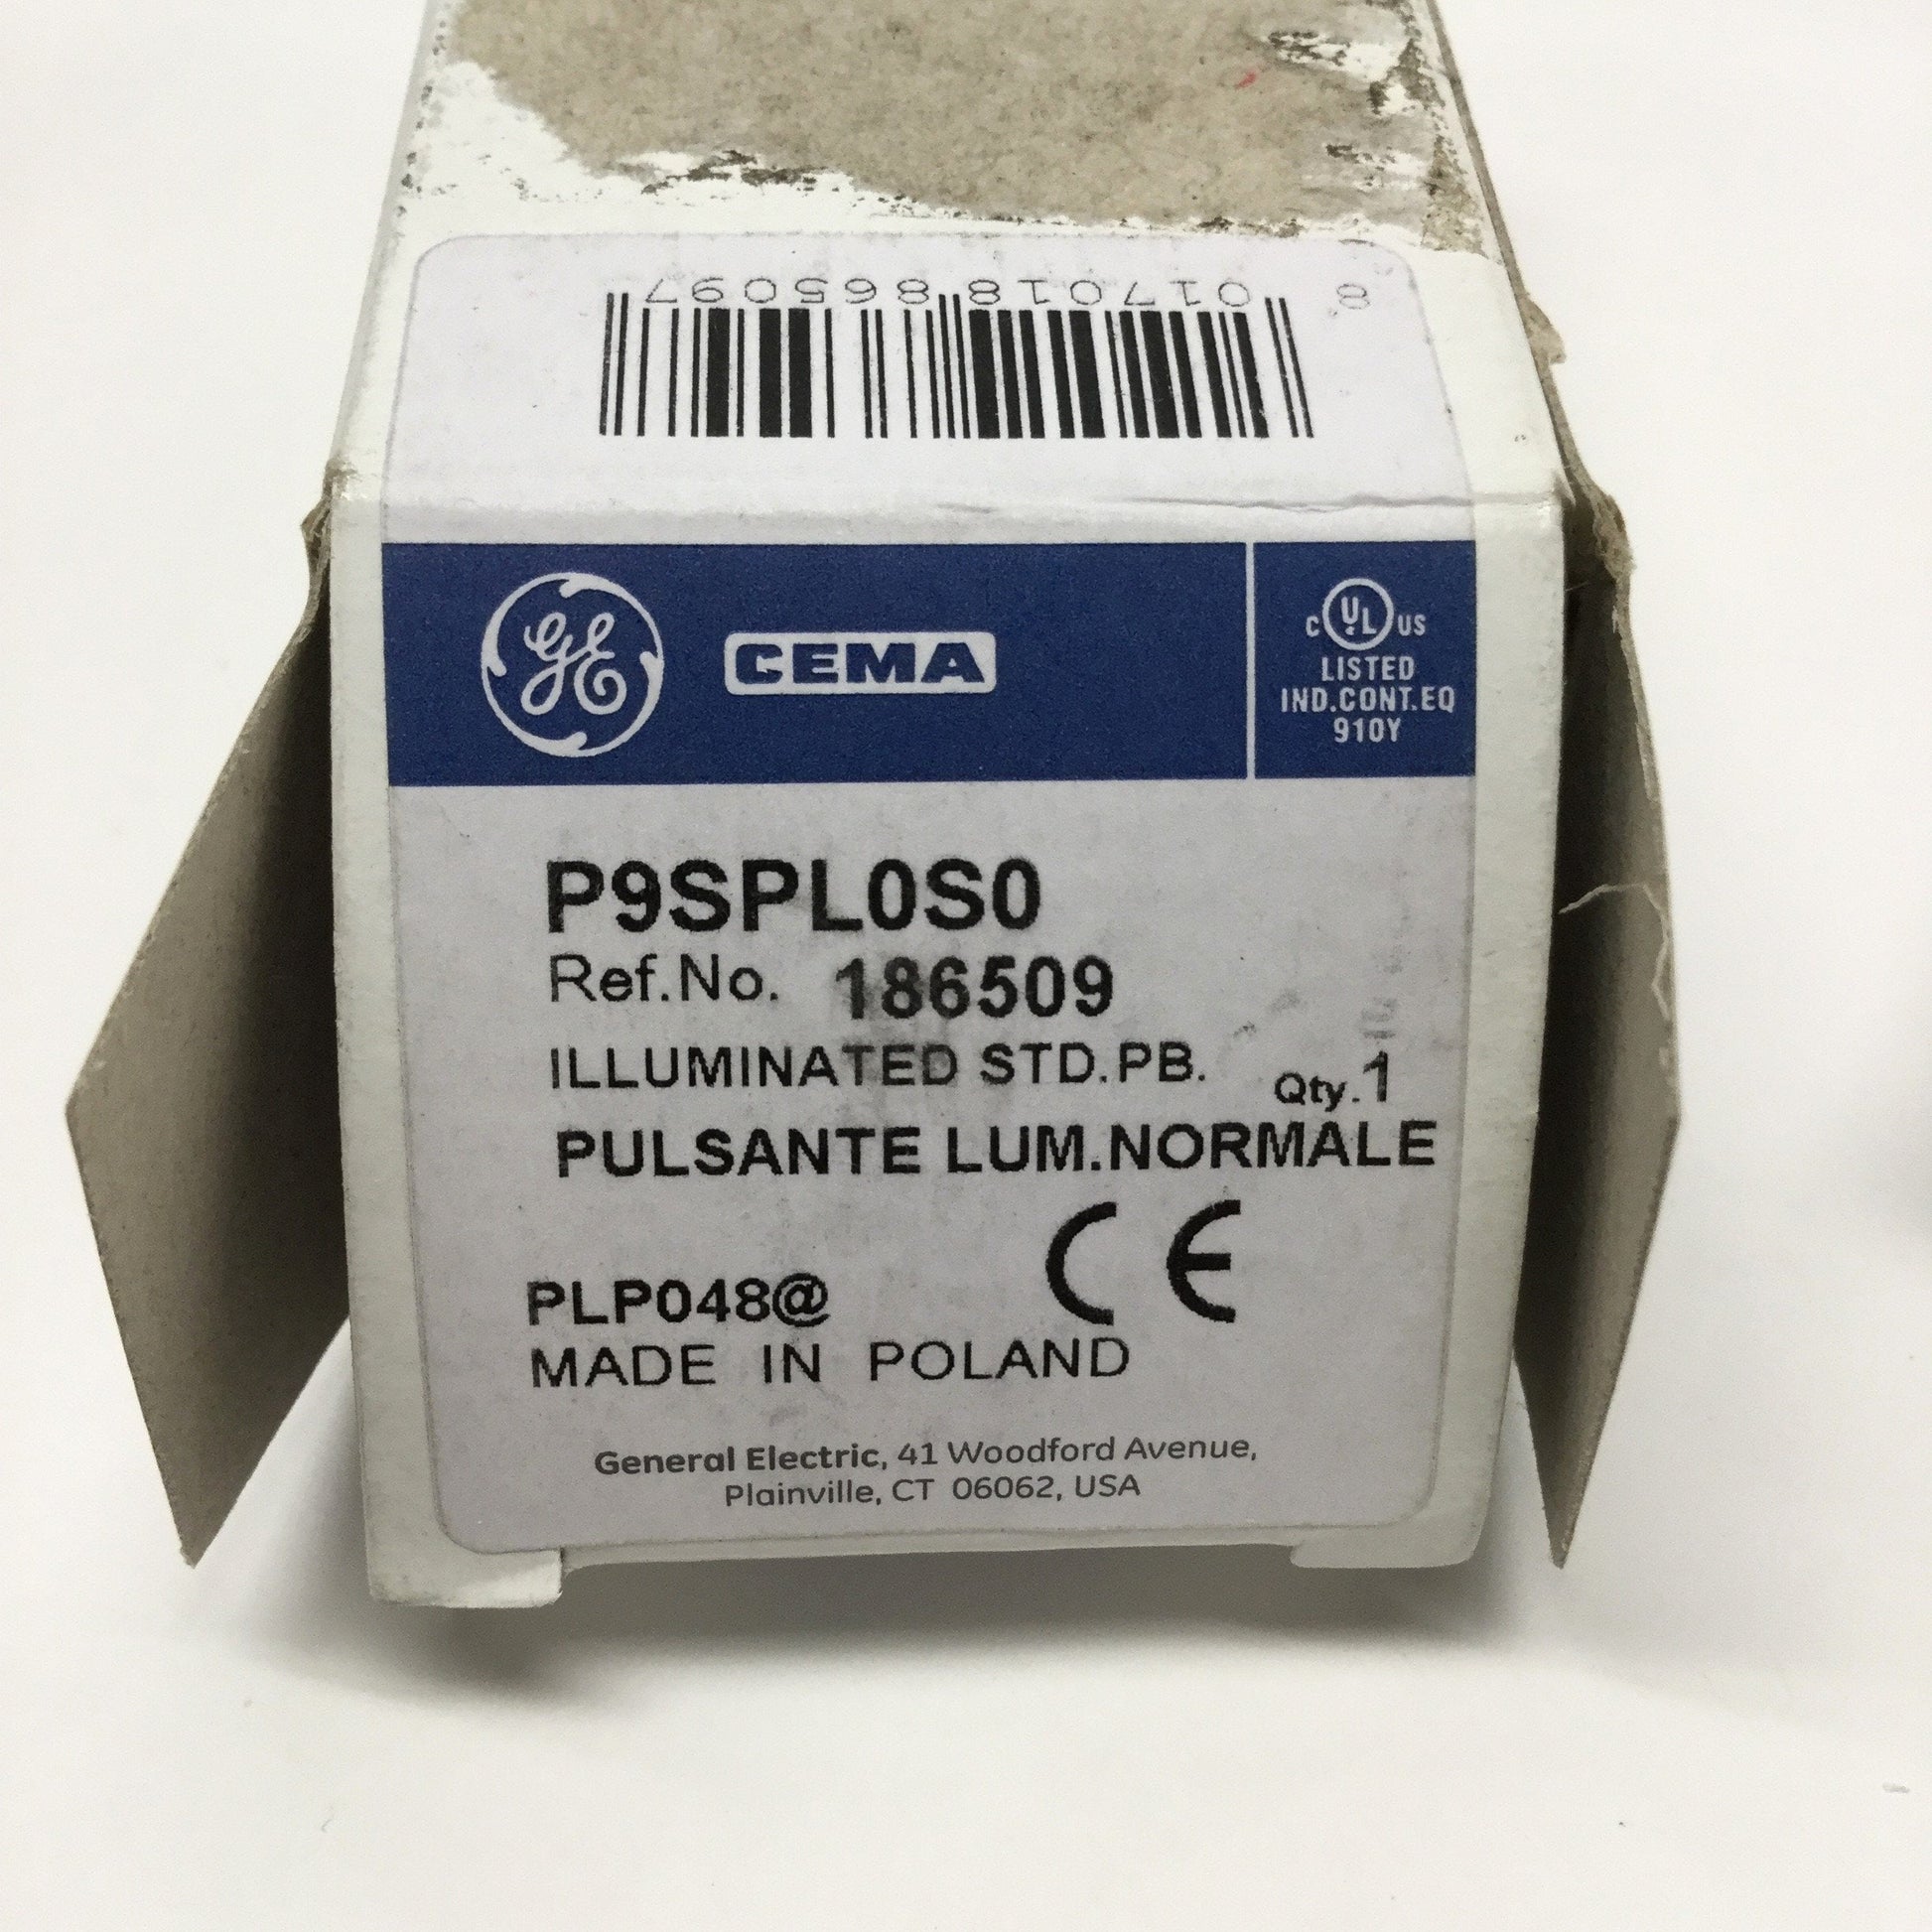 8 017018 865097
GE CEMA
C UL US
LISTED
IND.CONT.EQ
910Y
P9SPL0S0
Ref.No. 186509
ILLUMINATED STD.PB. Qty.1
PULSANTE LUM.NORMALE
CE
PLP048@
MADE IN POLAND
General Electric, 41 Woodford Avenue,
Plainville, CT 06062, USA